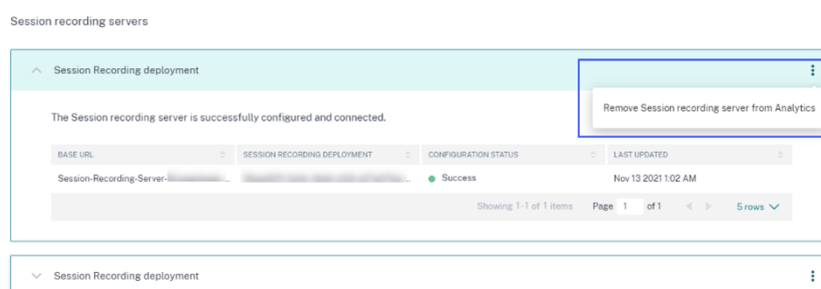 Session recording servers
Session Recording deployment
Remove Session recording server from Analytics
The Session recording server is successfully configured and connected.
BASE URL SESSION RECORDING DEPLOYMENT CONFIGURATION STATUS LAST UPDATED
Session-Recording-Server- ... ... Success Nov 13 2021 1:02 AM
Showing 1-1 of 1 items Page 1 of 1 5 rows
Session Recording deployment